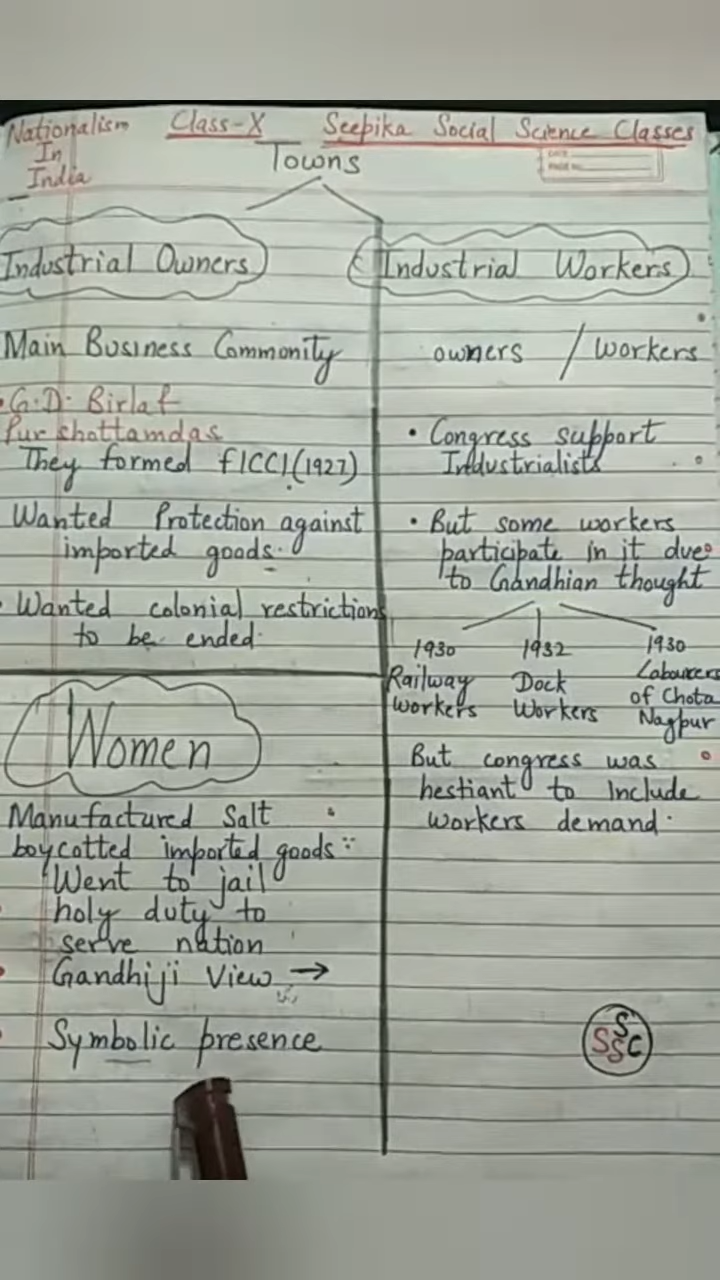 Nationalism
In
India
Class-X
Seepika Social Science Classes
DATE
PAGE NO.
Towns
Industrial Owners
Main Business Commonity
G.D. Birla &
Purshottamdas
They formed FICCI (1927)
Wanted Protection against
imported goods.
Wanted colonial restrictions
to be ended.
Industrial Workers
owners / workers
• Congress support
Industrialists
• But some workers
participate in it due
to Gandhian thought
1930
Railway
Workers
1932
Dock
Workers
1930
Labourers
of Chota
Nagpur
But congress was
hestiant to Include
workers demand.
Women
Manufactured Salt
boycotted imported goods
Went to jail
holy duty to
serve nation
Gandhiji View →
Symbolic presence
S
SSC